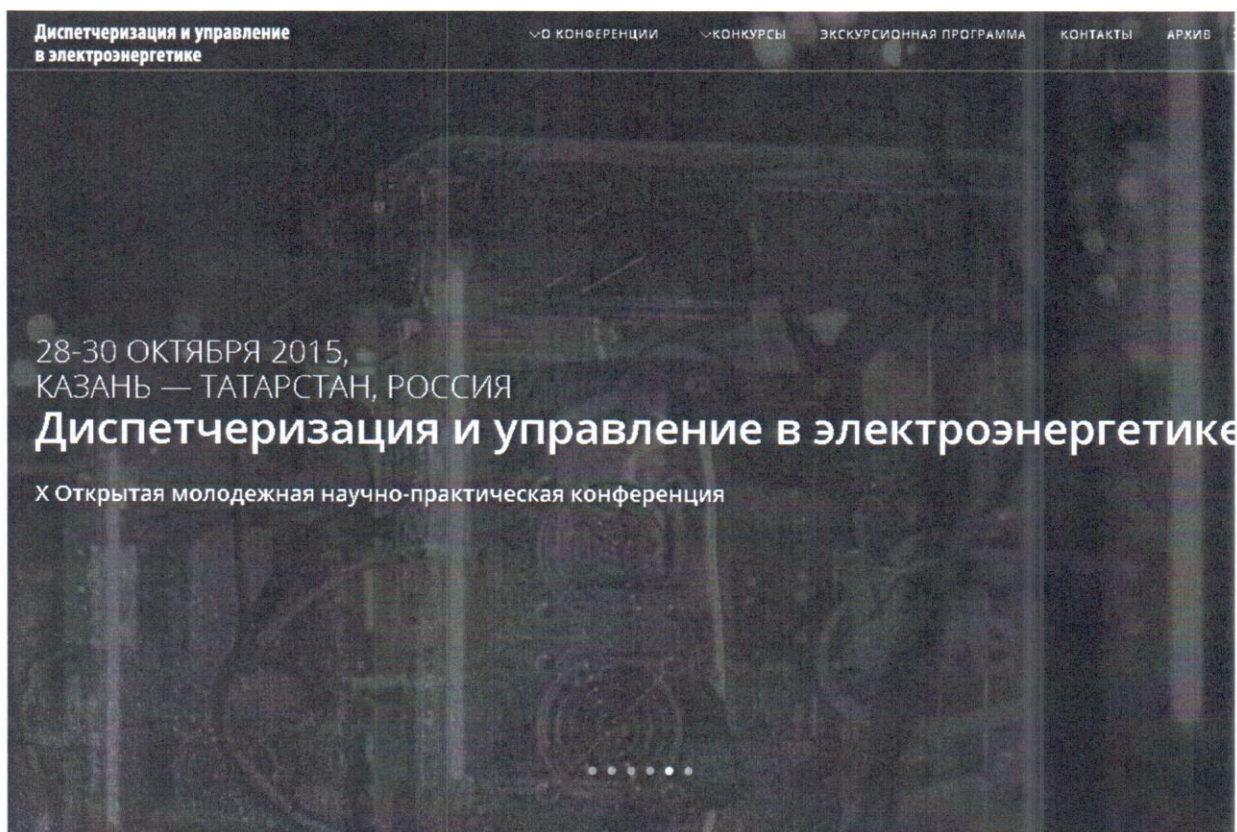 Диспетчеризация и управление
в электроэнергетике
О КОНФЕРЕНЦИИ КОНКУРСЫ ЭКСКУРСИОННАЯ ПРОГРАММА КОНТАКТЫ АРХИВ
28-30 ОКТЯБРЯ 2015,
КАЗАНЬ — ТАТАРСТАН, РОССИЯ
Диспетчеризация и управление в электроэнергетике
X Открытая молодежная научно-практическая конференция